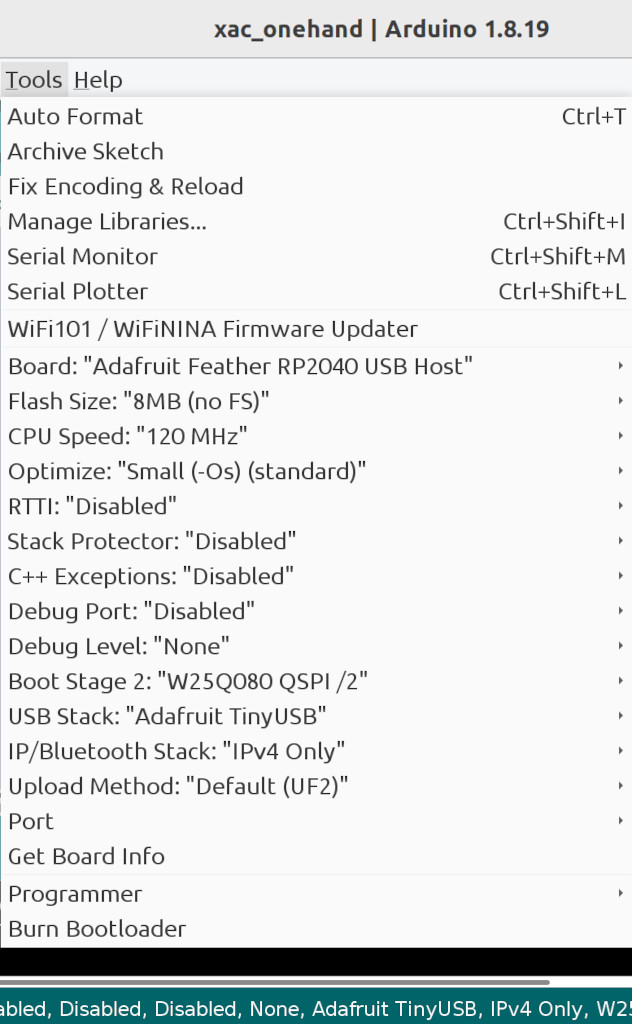 xac_onehand | Arduino 1.8.19
Tools Help
Auto Format Ctrl+T
Archive Sketch
Fix Encoding & Reload
Manage Libraries... Ctrl+Shift+I
Serial Monitor Ctrl+Shift+M
Serial Plotter Ctrl+Shift+L
WiFi101 / WiFiNINA Firmware Updater
Board: "Adafruit Feather RP2040 USB Host"
Flash Size: "8MB (no FS)"
CPU Speed: "120 MHz"
Optimize: "Small (-Os) (standard)"
RTTI: "Disabled"
Stack Protector: "Disabled"
C++ Exceptions: "Disabled"
Debug Port: "Disabled"
Debug Level: "None"
Boot Stage 2: "W25Q080 QSPI /2"
USB Stack: "Adafruit TinyUSB"
IP/Bluetooth Stack: "IPv4 Only"
Upload Method: "Default (UF2)"
Port
Get Board Info
Programmer
Burn Bootloader
abled, Disabled, Disabled, None, Adafruit TinyUSB, IPv4 Only, W25